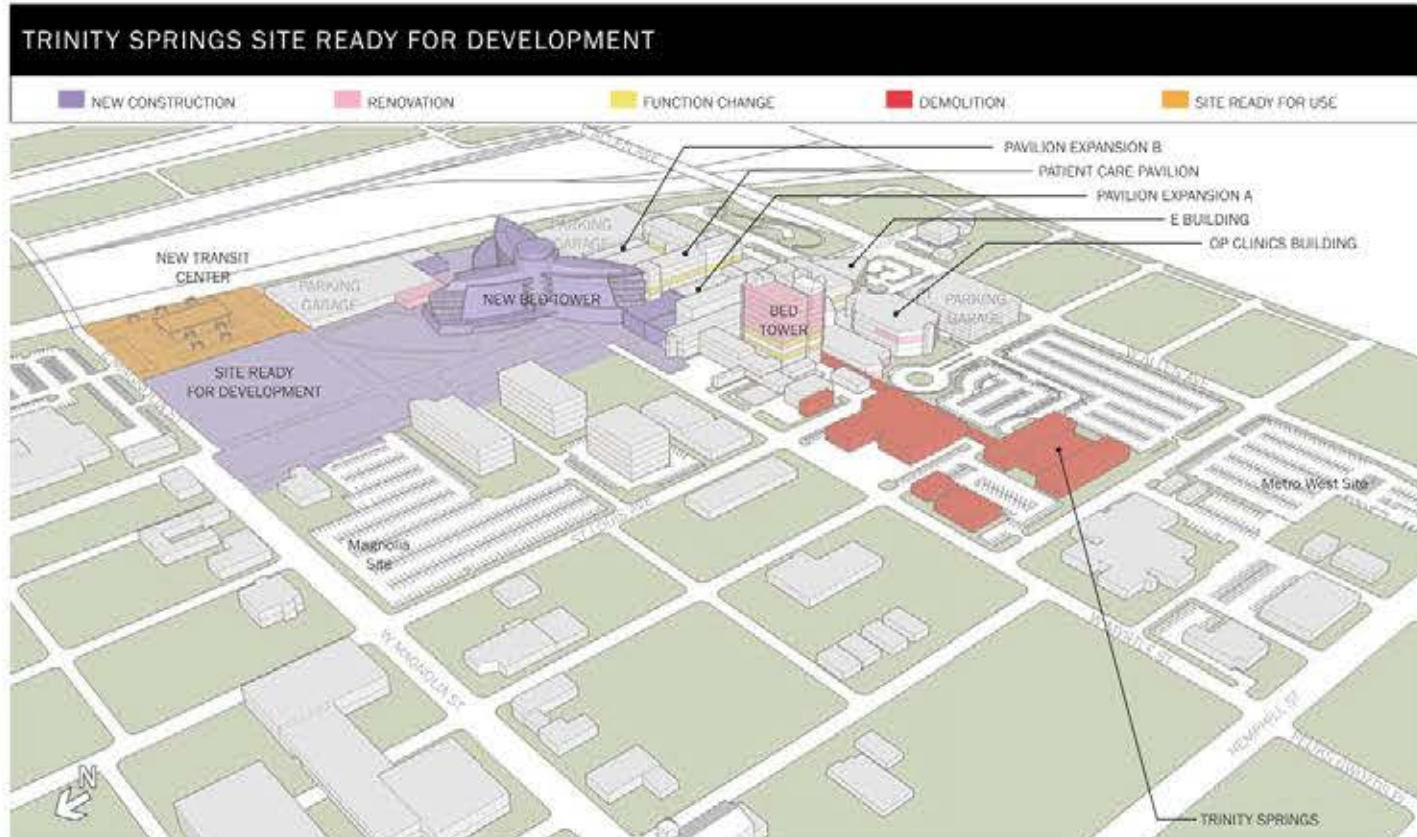 TRINITY SPRINGS SITE READY FOR DEVELOPMENT
NEW CONSTRUCTION
RENOVATION
FUNCTION CHANGE
DEMOLITION
SITE READY FOR USE
PAVILION EXPANSION B
PATIENT CARE PAVILION
PAVILION EXPANSION A
E BUILDING
OP CLINICS BUILDING
PARKING
GARAGE
NEW TRANSIT
CENTER
PARKING
GARAGE
NEW BED TOWER
BED
TOWER
PARKING
GARAGE
SITE READY
FOR DEVELOPMENT
Metro West Site
Magnolia
Site
W MAGNOLIA ST
HEMPHILL ST
N
TRINITY SPRINGS